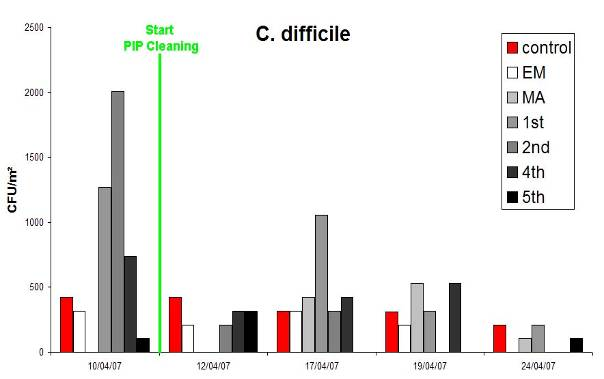 C. difficile
Start
PIP Cleaning
CFU/m²
2500
2000
1500
1000
500
0
10/04/07
12/04/07
17/04/07
19/04/07
24/04/07
control
EM
MA
1st
2nd
4th
5th